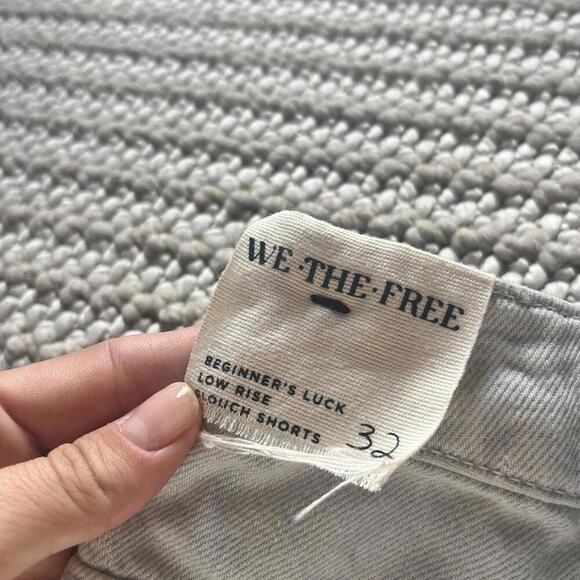 WE·THE·FREE
BEGINNER'S LUCK
LOW RISE
SLOUCH SHORTS 32